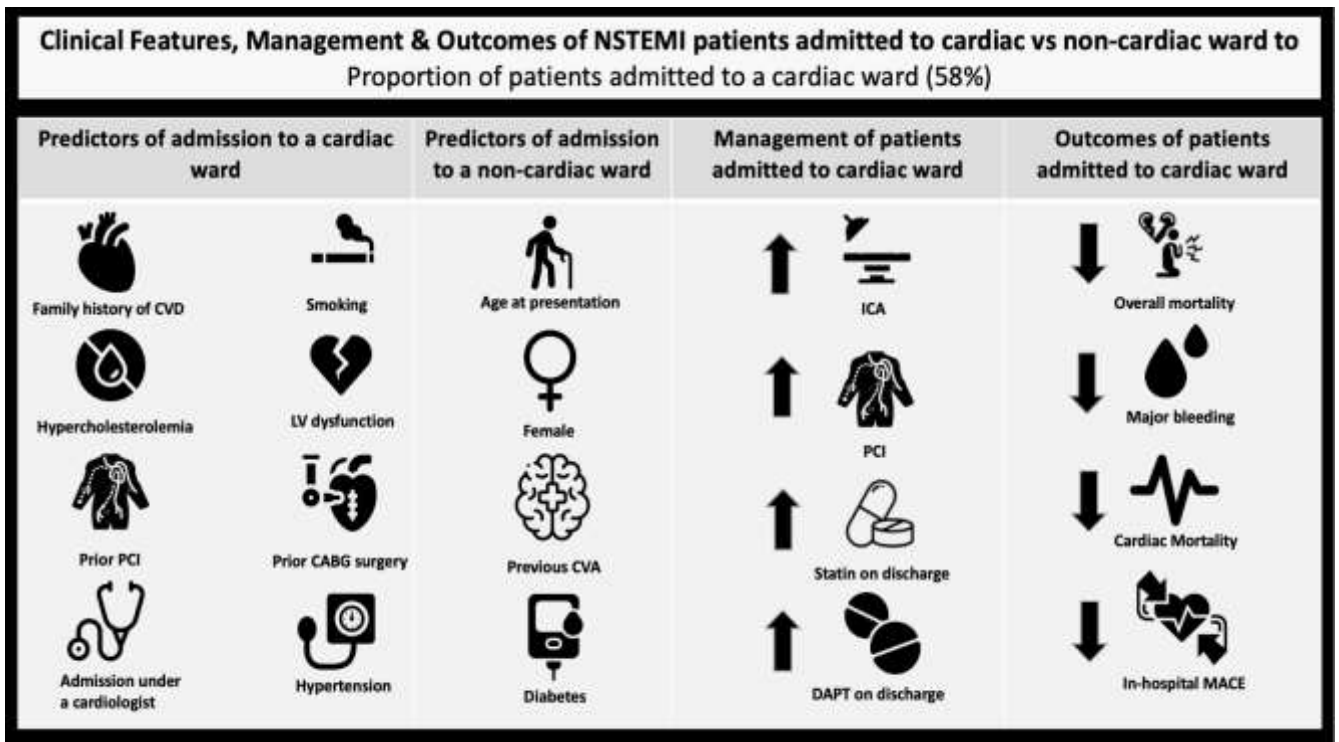 Clinical Features, Management & Outcomes of NSTEMI patients admitted to cardiac vs non-cardiac ward to
Proportion of patients admitted to a cardiac ward (58%)
Predictors of admission to a cardiac
ward
Family history of CVD
Smoking
Hypercholesterolemia
LV dysfunction
Prior PCI
Prior CABG surgery
Admission under
a cardiologist
Hypertension
Predictors of admission
to a non-cardiac ward
Age at presentation
Female
Previous CVA
Diabetes
Management of patients
admitted to cardiac ward
ICA
PCI
Statin on discharge
DAPT on discharge
Outcomes of patients
admitted to cardiac ward
Overall mortality
Major bleeding
Cardiac Mortality
In-hospital MACE